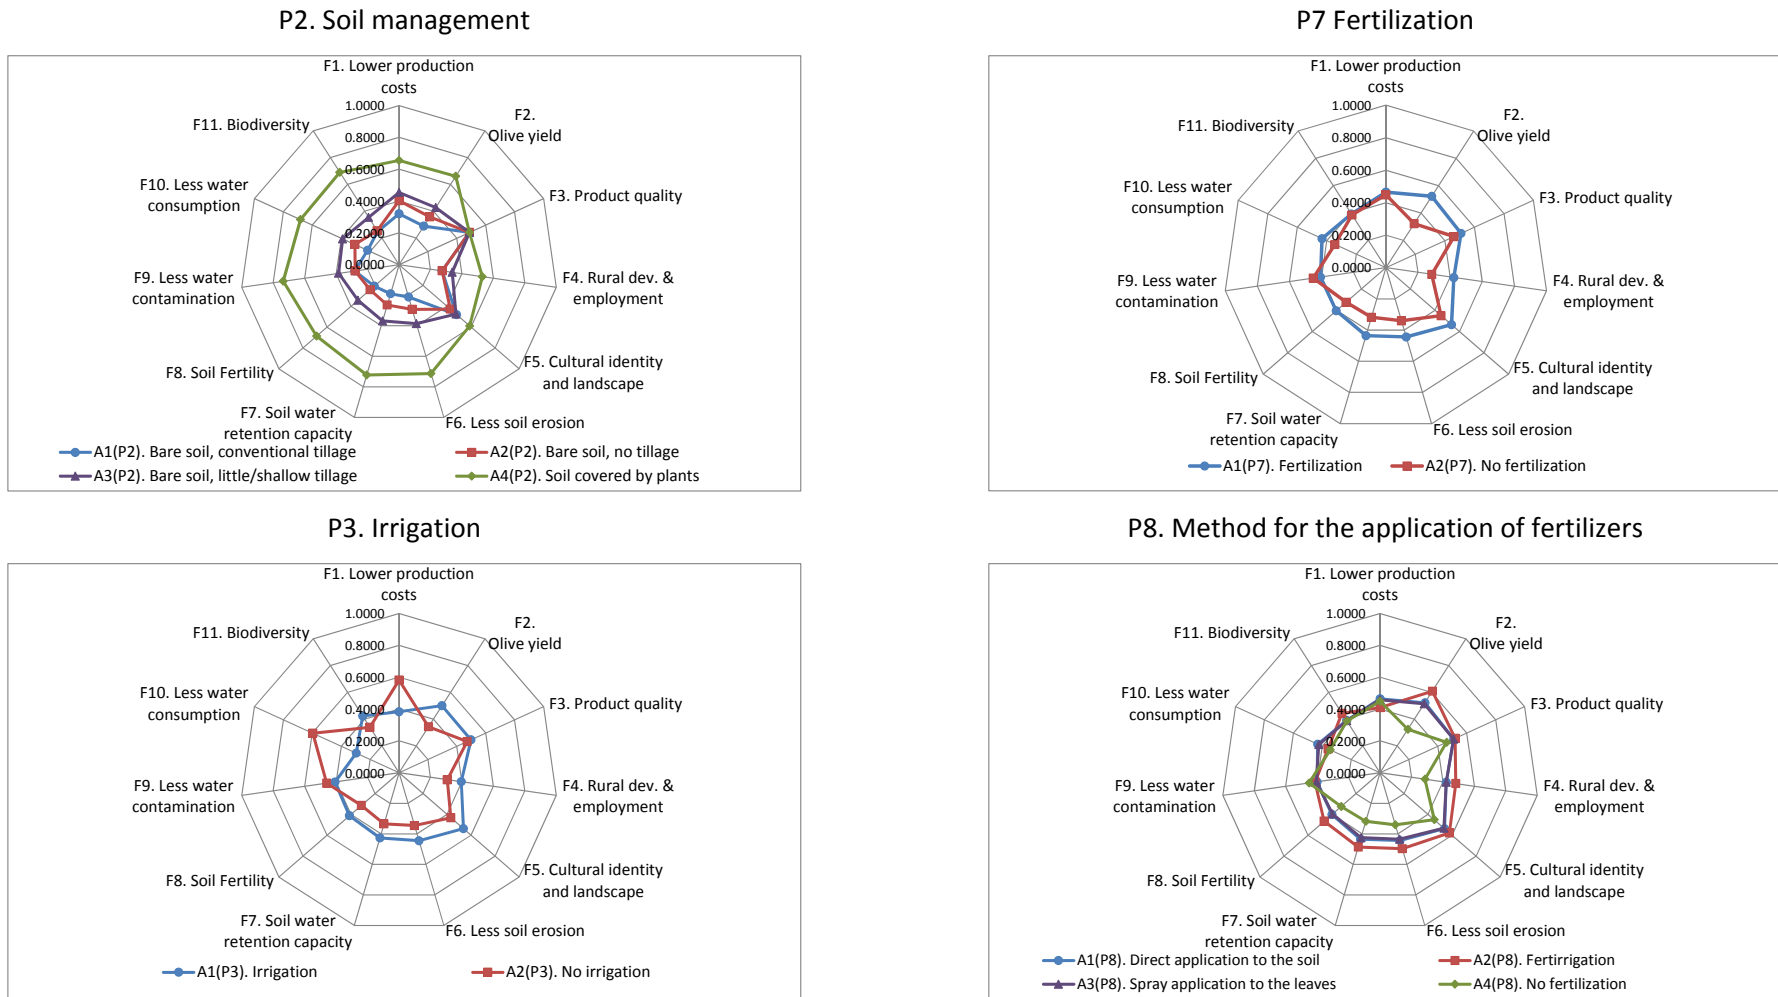 P2. Soil management
F1. Lower production
costs
F2.
Olive yield
F3. Product quality
F4. Rural dev. &
employment
F5. Cultural identity
and landscape
F6. Less soil erosion
F7. Soil water
retention capacity
F8. Soil Fertility
F9. Less water
contamination
F10. Less water
consumption
F11. Biodiversity
1.0000
0.8000
0.6000
0.4000
0.2000
0.0000
A1(P2). Bare soil, conventional tillage
A2(P2). Bare soil, no tillage
A3(P2). Bare soil, little/shallow tillage
A4(P2). Soil covered by plants
P7 Fertilization
F1. Lower production
costs
F2.
Olive yield
F3. Product quality
F4. Rural dev. &
employment
F5. Cultural identity
and landscape
F6. Less soil erosion
F7. Soil water
retention capacity
F8. Soil Fertility
F9. Less water
contamination
F10. Less water
consumption
F11. Biodiversity
1.0000
0.8000
0.6000
0.4000
0.2000
0.0000
A1(P7). Fertilization
A2(P7). No fertilization
P3. Irrigation
F1. Lower production
costs
F2.
Olive yield
F3. Product quality
F4. Rural dev. &
employment
F5. Cultural identity
and landscape
F6. Less soil erosion
F7. Soil water
retention capacity
F8. Soil Fertility
F9. Less water
contamination
F10. Less water
consumption
F11. Biodiversity
1.0000
0.8000
0.6000
0.4000
0.2000
0.0000
A1(P3). Irrigation
A2(P3). No irrigation
P8. Method for the application of fertilizers
F1. Lower production
costs
F2.
Olive yield
F3. Product quality
F4. Rural dev. &
employment
F5. Cultural identity
and landscape
F6. Less soil erosion
F7. Soil water
retention capacity
F8. Soil Fertility
F9. Less water
contamination
F10. Less water
consumption
F11. Biodiversity
1.0000
0.8000
0.6000
0.4000
0.2000
0.0000
A1(P8). Direct application to the soil
A2(P8). Fertirrigation
A3(P8). Spray application to the leaves
A4(P8). No fertilization